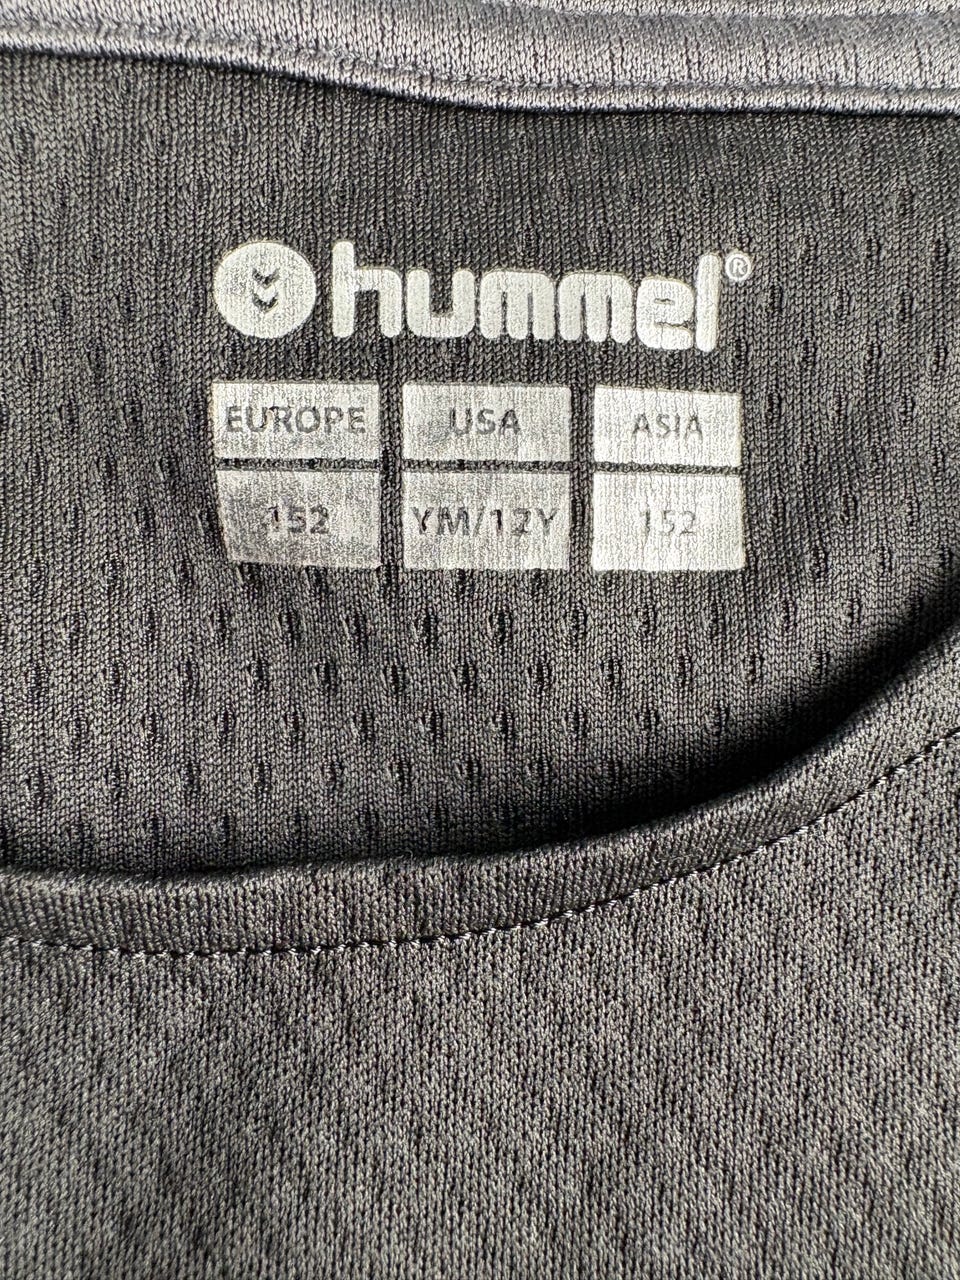 hummel®
EUROPE USA ASIA
152 YM/12Y 152